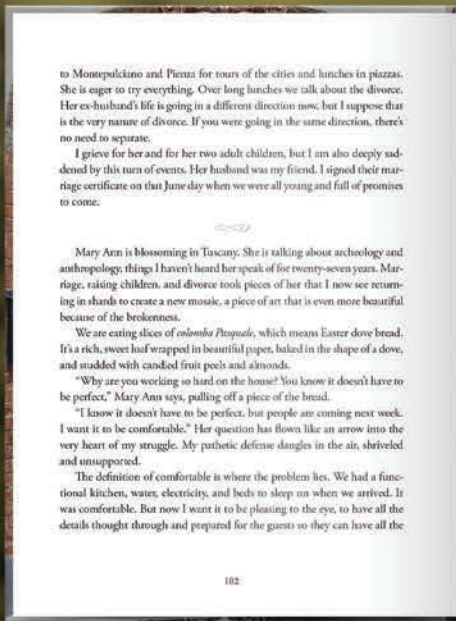 to Montepulciano and Pienza for tours of the cities and lunches in piazzas.
She is eager to try everything. Over long lunches we talk about the divorce.
Her ex-husband's life is going in a different direction now, but I suppose that
is the very nature of divorce. If you were going in the same direction, there's
no need to separate.
I grieve for her and for her two adult children, but I am also deeply sad-
dened by this turn of events. Her husband was my friend. I signed their mar-
riage certificate on that June day when we were all young and full of promises
to come.
Mary Ann is blossoming in Tuscany. She is talking about archeology and
anthropology, things I haven't heard her speak of for twenty-seven years. Mar-
riage, raising children, and divorce took pieces of her that I now see return-
ing in shards to create a new mosaic, a piece of art that is even more beautiful
because of the brokenness.
We are eating slices of colomba Pasquale, which means Easter dove bread.
It's a rich, sweet loaf wrapped in beautiful paper, baked in the shape of a dove,
and studded with candied fruit peels and almonds.
"Why are you working so hard on the house? You know it doesn't have to
be perfect," Mary Ann says, pulling off a piece of the bread.
"I know it doesn't have to be perfect, but people are coming next week.
I want it to be comfortable." Her question has flown like an arrow into the
very heart of my struggle. My pathetic defense dangles in the air, shriveled
and unsupported.
The definition of comfortable is where the problem lies. We had a func-
tional kitchen, water, electricity, and beds to sleep on when we arrived. It
was comfortable. But now I want it to be pleasing to the eye, to have all the
details thought through and prepared for the guests so they can have all the
182